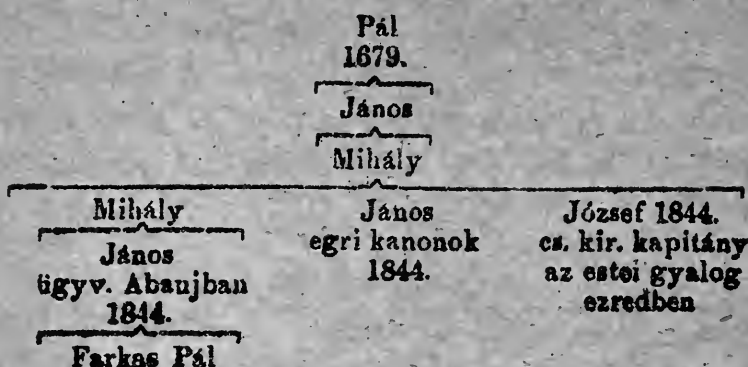 Pál
1679.
János
Mihály
Mihály
János
ügyv. Abaujban
1844.
Farkas Pál
János
egri kanonok
1844.
József 1844.
cs. kir. kapitány
az estei gyalog
ezredben